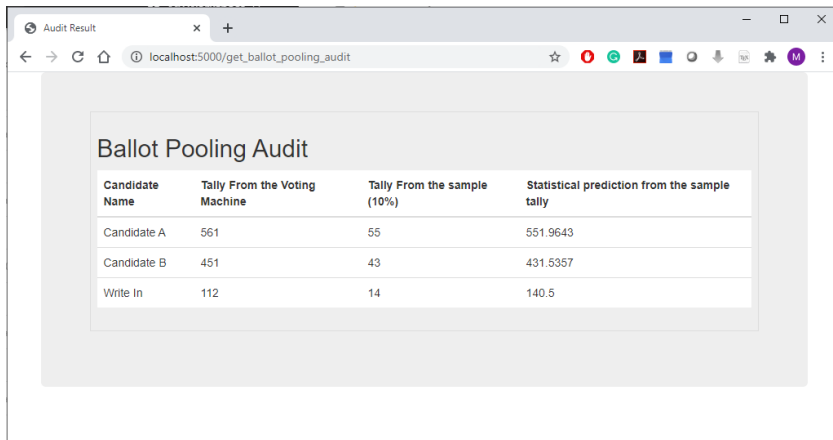 Audit Result
localhost:5000/get_ballot_pooling_audit
M
Ballot Pooling Audit
Candidate Name Tally From the Voting Machine Tally From the sample (10%) Statistical prediction from the sample tally
Candidate A 561 55 551.9643
Candidate B 451 43 431.5357
Write In 112 14 140.5